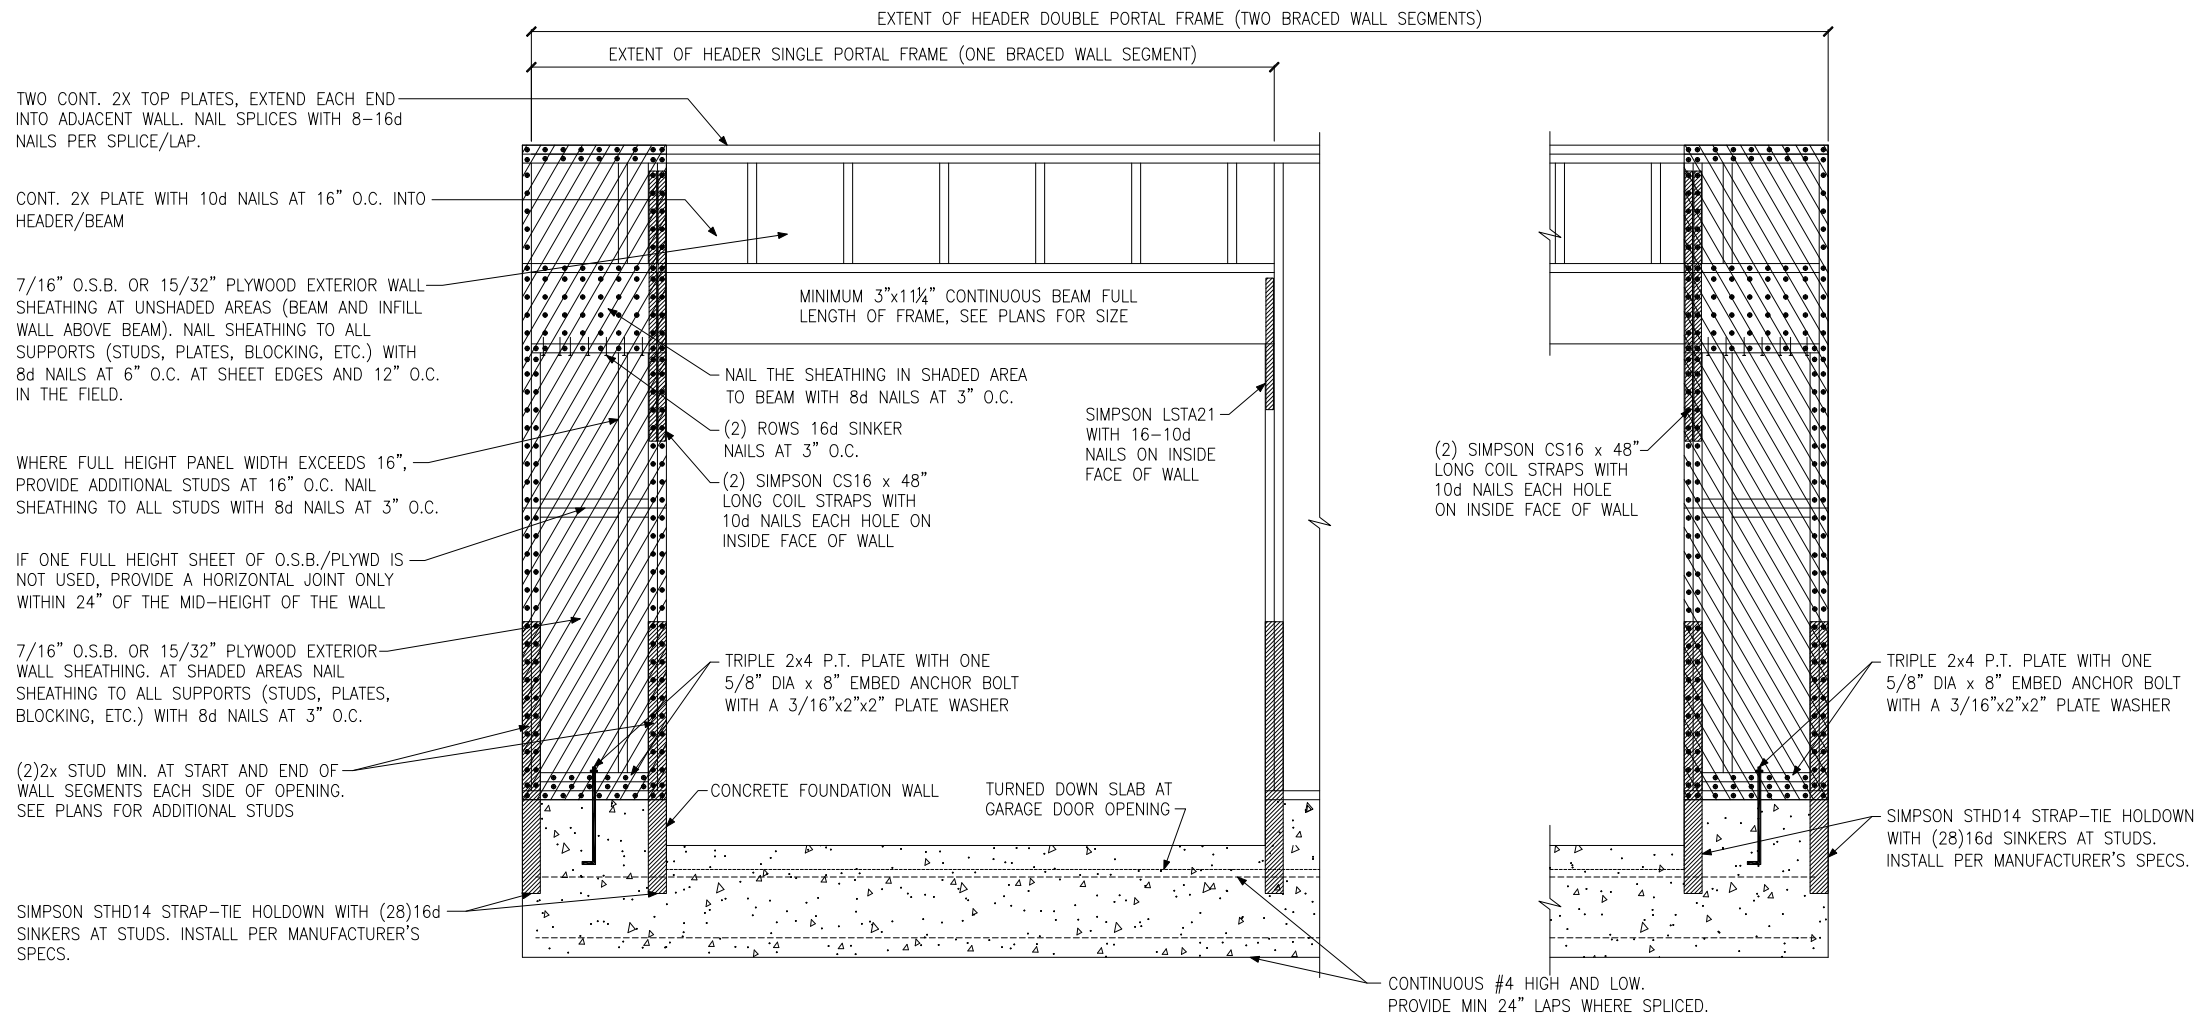 EXTENT OF HEADER DOUBLE PORTAL FRAME (TWO BRACED WALL SEGMENTS)
EXTENT OF HEADER SINGLE PORTAL FRAME (ONE BRACED WALL SEGMENT)
TWO CONT. 2X TOP PLATES, EXTEND EACH END
INTO ADJACENT WALL. NAIL SPLICES WITH 8-16d
NAILS PER SPLICE/LAP.
CONT. 2X PLATE WITH 10d NAILS AT 16" O.C. INTO
HEADER/BEAM
7/16" O.S.B. OR 15/32" PLYWOOD EXTERIOR WALL
SHEATHING AT UNSHADED AREAS (BEAM AND INFILL
WALL ABOVE BEAM). NAIL SHEATHING TO ALL
SUPPORTS (STUDS, PLATES, BLOCKING, ETC.) WITH
8d NAILS AT 6" O.C. AT SHEET EDGES AND 12" O.C.
IN THE FIELD.
WHERE FULL HEIGHT PANEL WIDTH EXCEEDS 16",
PROVIDE ADDITIONAL STUDS AT 16" O.C. NAIL
SHEATHING TO ALL STUDS WITH 8d NAILS AT 3" O.C.
IF ONE FULL HEIGHT SHEET OF O.S.B./PLYWD IS
NOT USED, PROVIDE A HORIZONTAL JOINT ONLY
WITHIN 24" OF THE MID-HEIGHT OF THE WALL
7/16" O.S.B. OR 15/32" PLYWOOD EXTERIOR
WALL SHEATHING. AT SHADED AREAS NAIL
SHEATHING TO ALL SUPPORTS (STUDS, PLATES,
BLOCKING, ETC.) WITH 8d NAILS AT 3" O.C.
(2)2x STUD MIN. AT START AND END OF
WALL SEGMENTS EACH SIDE OF OPENING.
SEE PLANS FOR ADDITIONAL STUDS
SIMPSON STHD14 STRAP-TIE HOLDOWN WITH (28)16d
SINKERS AT STUDS. INSTALL PER MANUFACTURER'S
SPECS.
MINIMUM 3"x11¼" CONTINUOUS BEAM FULL
LENGTH OF FRAME, SEE PLANS FOR SIZE
NAIL THE SHEATHING IN SHADED AREA
TO BEAM WITH 8d NAILS AT 3" O.C.
(2) ROWS 16d SINKER
NAILS AT 3" O.C.
(2) SIMPSON CS16 x 48"
LONG COIL STRAPS WITH
10d NAILS EACH HOLE ON
INSIDE FACE OF WALL
SIMPSON LSTA21
WITH 16-10d
NAILS ON INSIDE
FACE OF WALL
TRIPLE 2x4 P.T. PLATE WITH ONE
5/8" DIA x 8" EMBED ANCHOR BOLT
WITH A 3/16"x2"x2" PLATE WASHER
CONCRETE FOUNDATION WALL
TURNED DOWN SLAB AT
GARAGE DOOR OPENING
(2) SIMPSON CS16 x 48"
LONG COIL STRAPS WITH
10d NAILS EACH HOLE
ON INSIDE FACE OF WALL
TRIPLE 2x4 P.T. PLATE WITH ONE
5/8" DIA x 8" EMBED ANCHOR BOLT
WITH A 3/16"x2"x2" PLATE WASHER
SIMPSON STHD14 STRAP-TIE HOLDOWN
WITH (28)16d SINKERS AT STUDS.
INSTALL PER MANUFACTURER'S SPECS.
CONTINUOUS #4 HIGH AND LOW.
PROVIDE MIN 24" LAPS WHERE SPLICED.